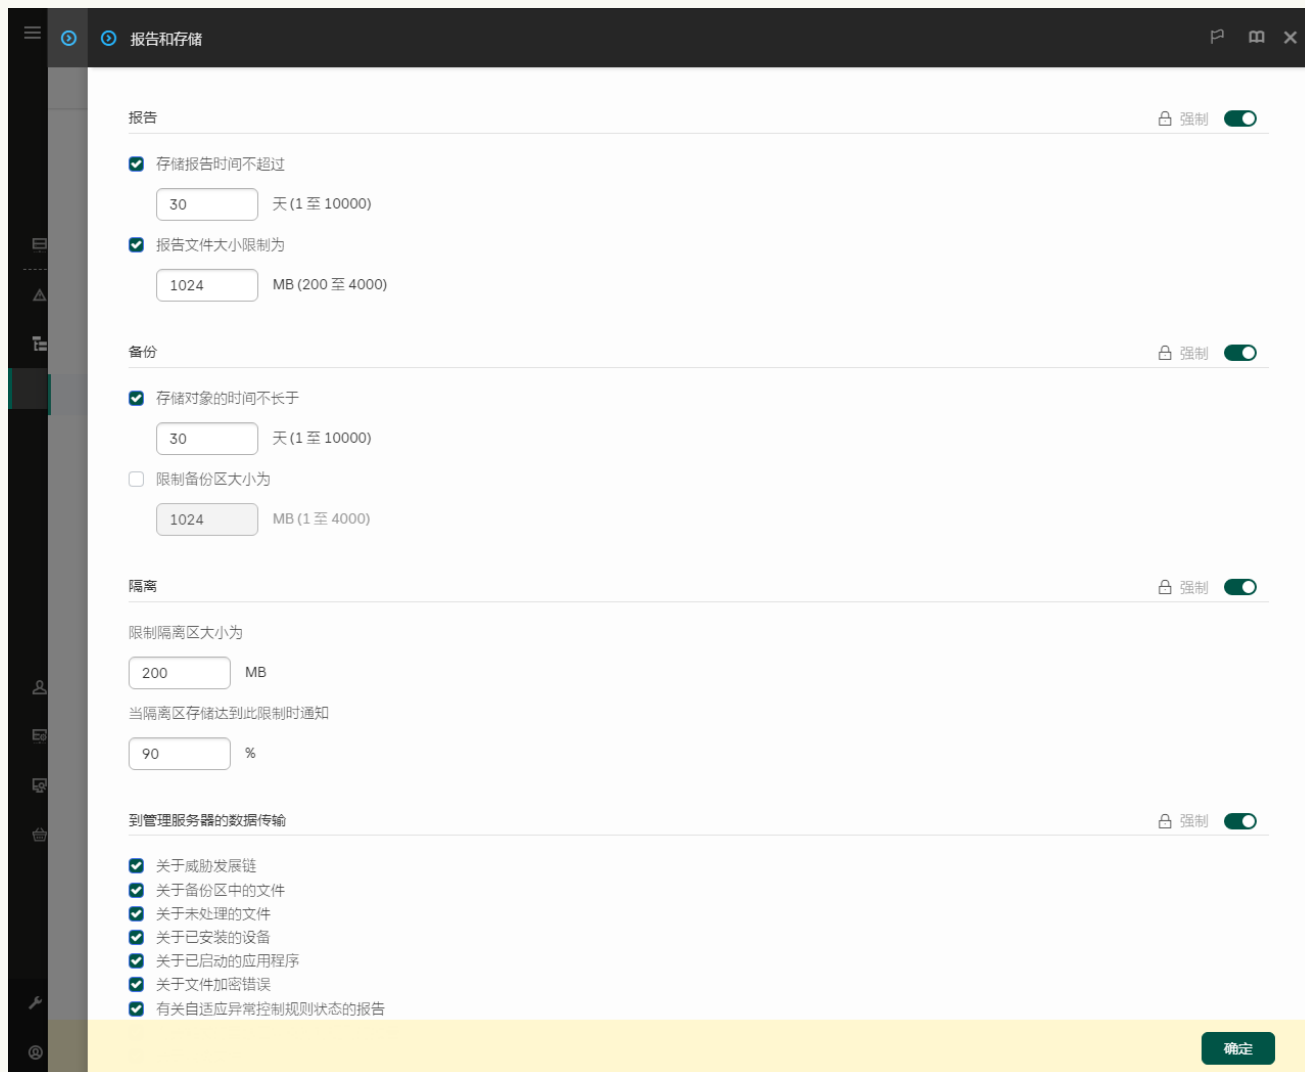 报告和存储
报告
强制
存储报告时间不超过
30 天 (1 至 10000)
报告文件大小限制为
1024 MB (200 至 4000)
备份
强制
存储对象的时间不长于
30 天 (1 至 10000)
限制备份区大小为
1024 MB (1 至 4000)
隔离
强制
限制隔离区大小为
200 MB
当隔离区存储达到此限制时通知
90 %
到管理服务器的数据传输
强制
关于威胁发展链
关于备份区中的文件
关于未处理的文件
关于已安装的设备
关于已启动的应用程序
关于文件加密错误
有关自适应异常控制规则状态的报告
确定